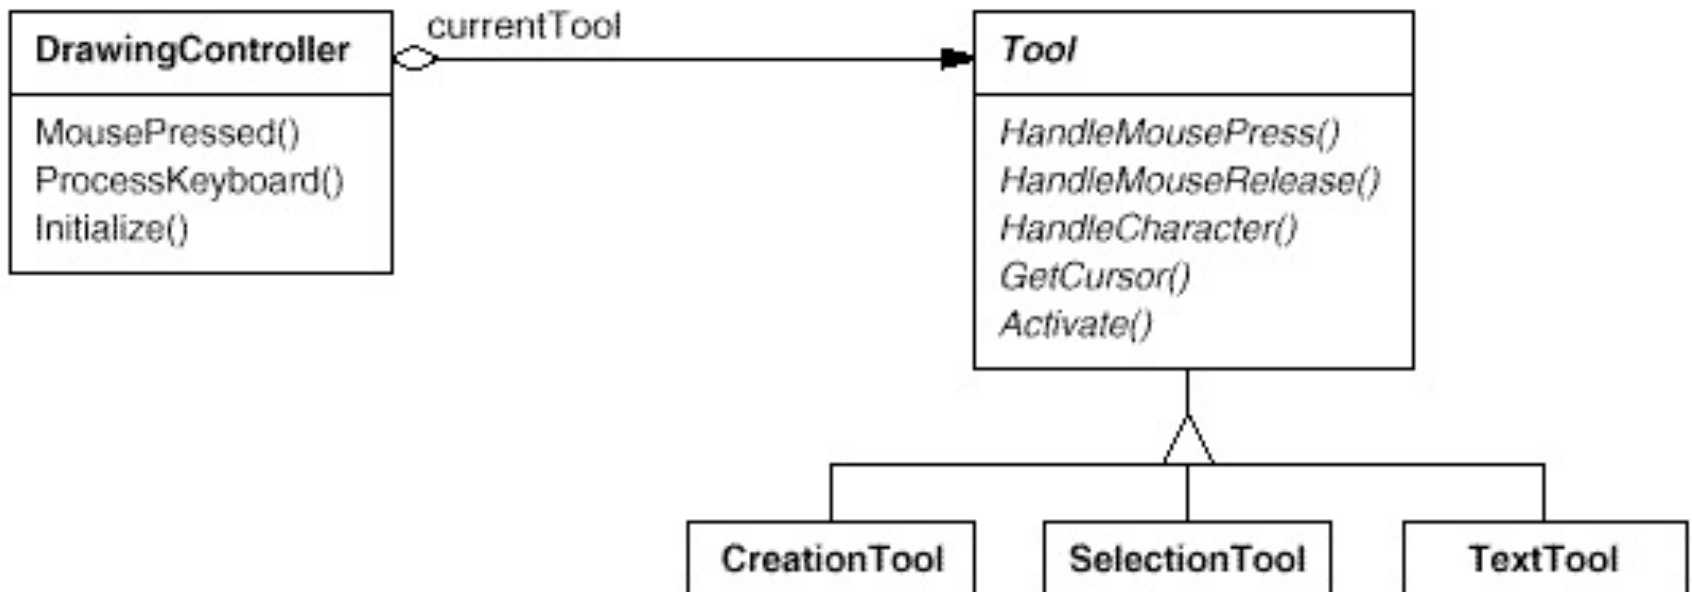 DrawingController
MousePressed()
ProcessKeyboard()
Initialize()
currentTool
Tool
HandleMousePress()
HandleMouseRelease()
HandleCharacter()
GetCursor()
Activate()
CreationTool
SelectionTool
TextTool